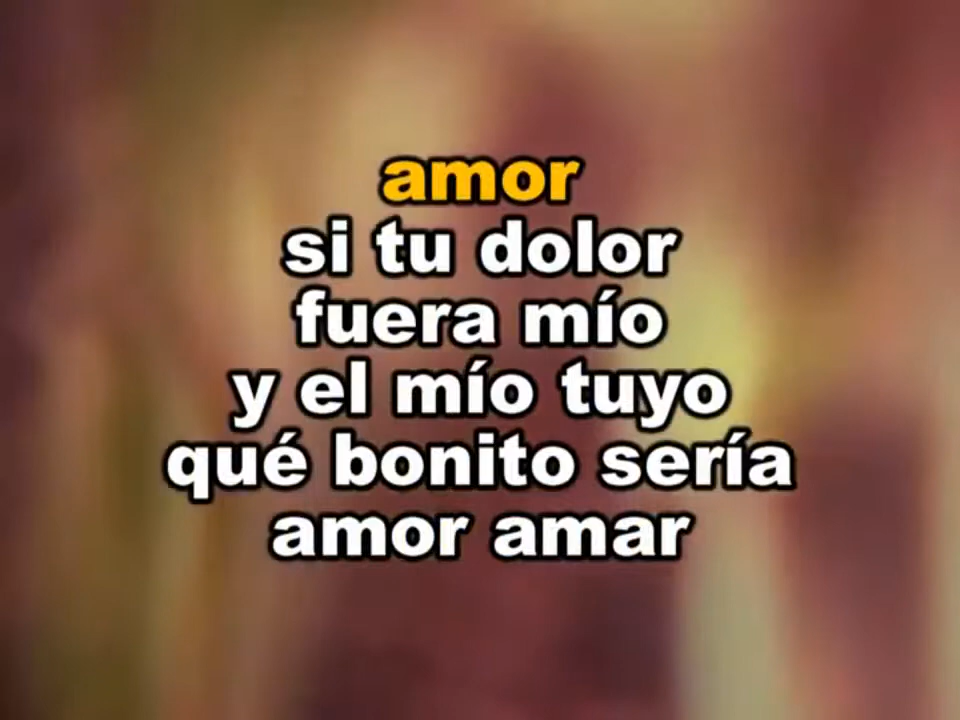 amor
si tu dolor
fuera mío
y el mío tuyo
qué bonito sería
amor amar